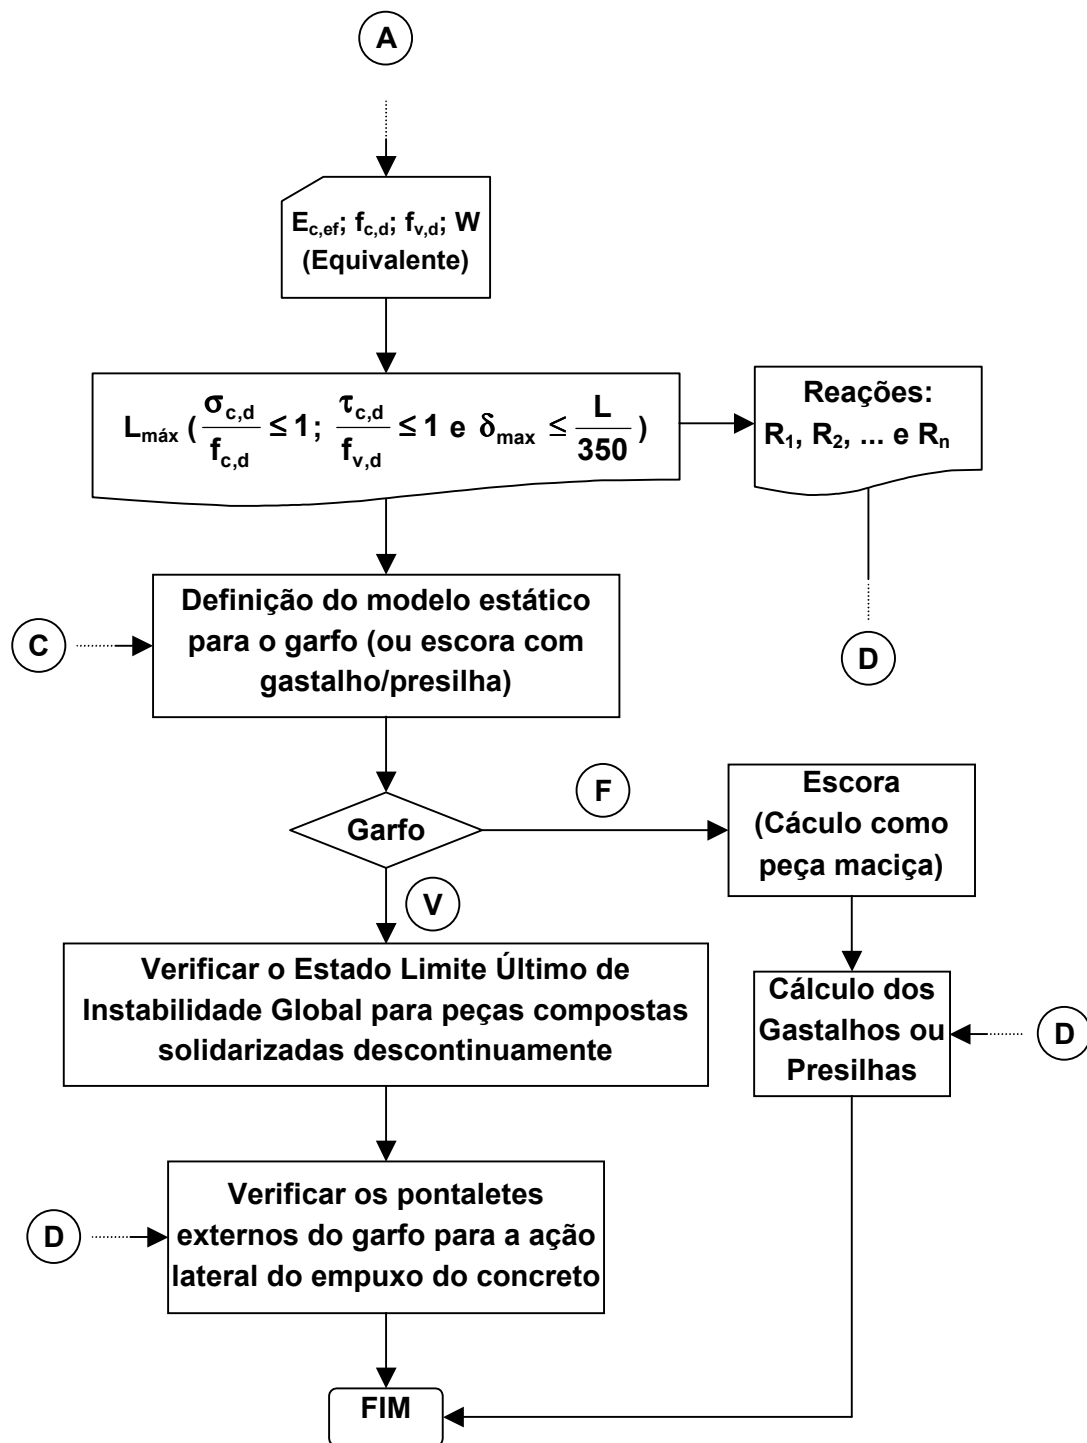 A
E_c,ef; f_c,d; f_v,d; W
(Equivalente)
L_máx ( σ_c,d / f_c,d ≤ 1; τ_c,d / f_v,d ≤ 1 e δ_max ≤ L / 350 )
Reações:
R_1, R_2, ... e R_n
Definição do modelo estático
para o garfo (ou escora com
gastalho/presilha)
C
D
Garfo
F
Escora
(Cáculo como
peça maciça)
V
Verificar o Estado Limite Último de
Instabilidade Global para peças compostas
solidarizadas descontinuamente
Cálculo dos
Gastalhos ou
Presilhas
D
Verificar os pontaletes
externos do garfo para a ação
lateral do empuxo do concreto
D
FIM